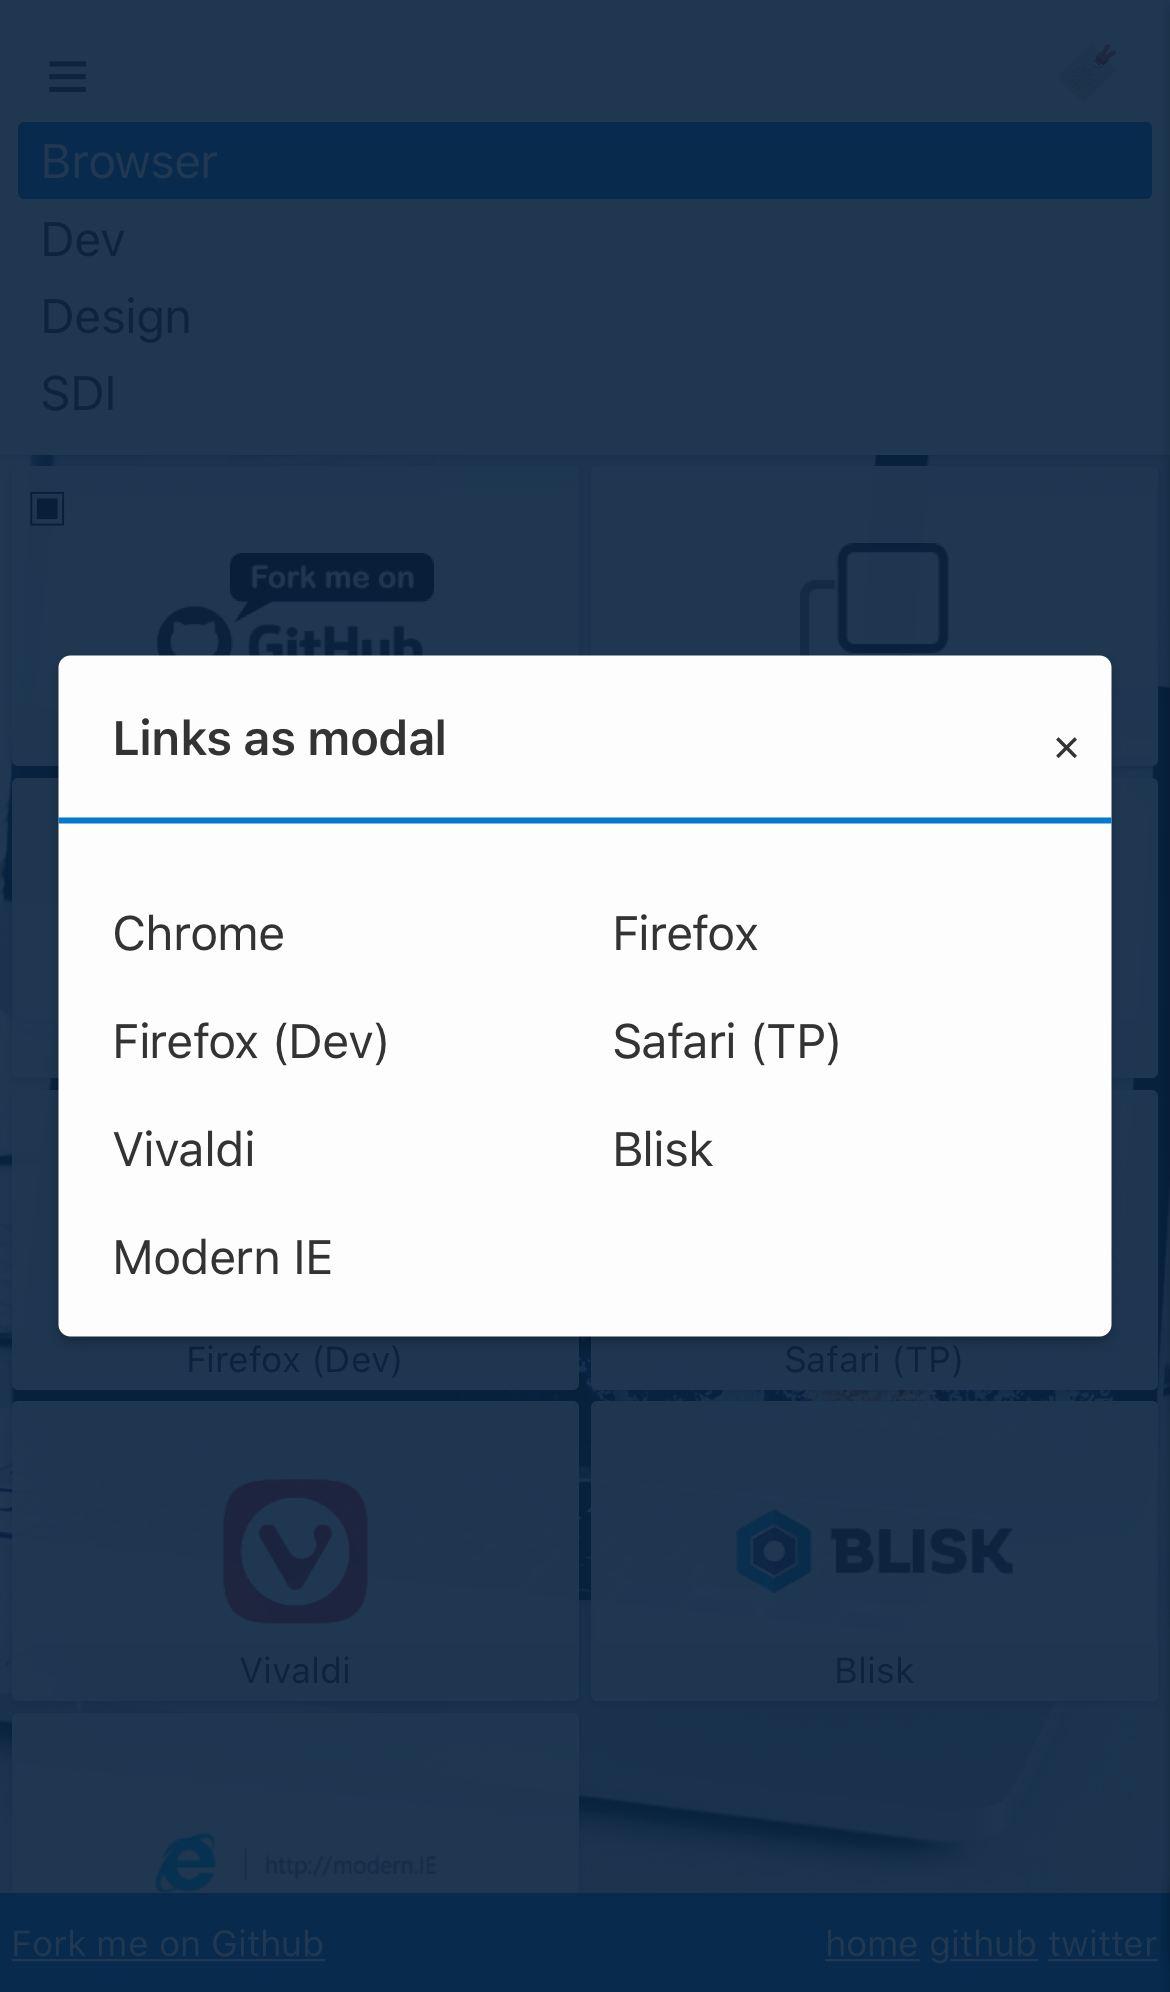 Browser
Dev
Design
SDI
Fork me on
GitHub
Links as modal
×
Chrome Firefox
Firefox (Dev) Safari (TP)
Vivaldi Blisk
Modern IE
Firefox (Dev) Safari (TP)
BLISK
Vivaldi Blisk
http://modern.IE
Fork me on Github home github twitter